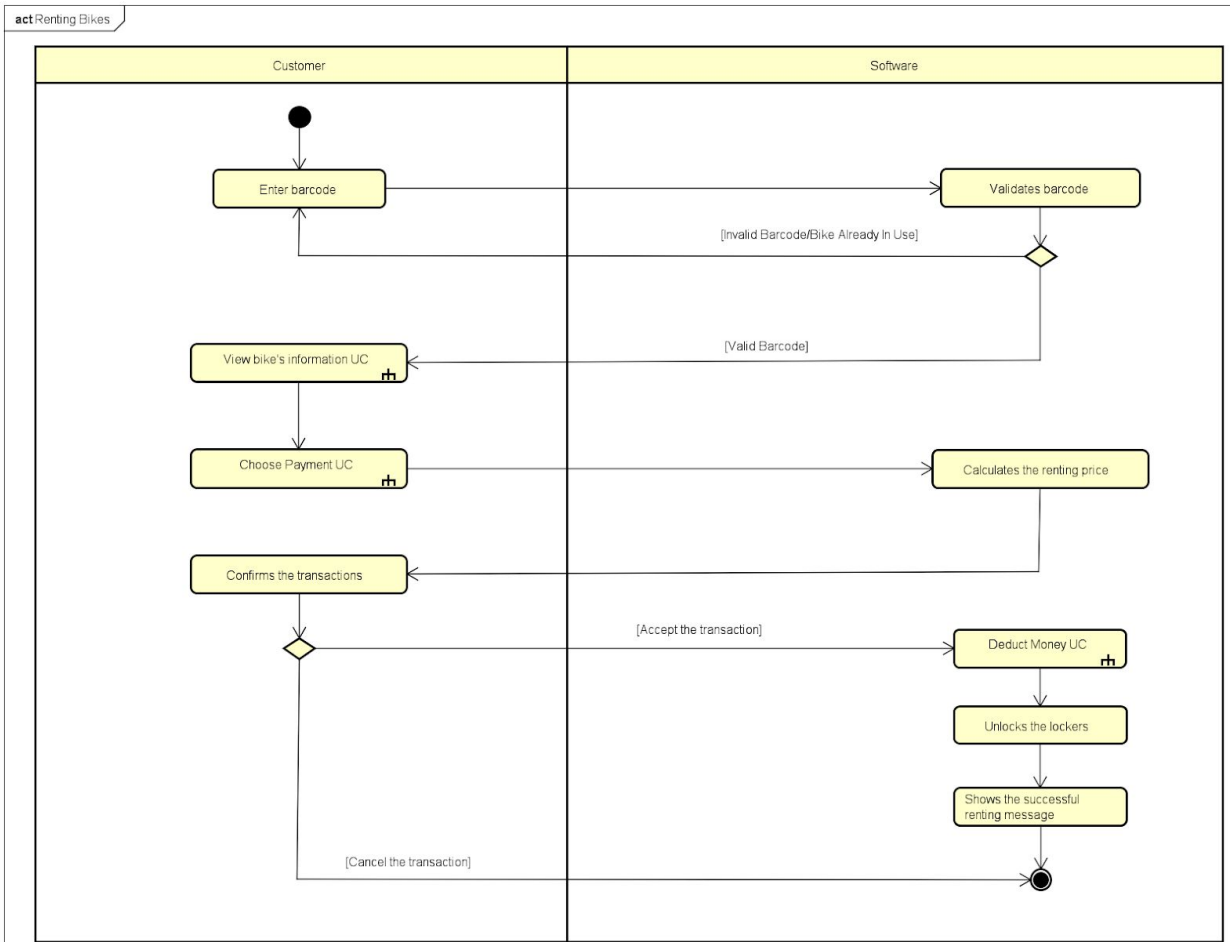 act Renting Bikes
Customer
Software
Enter barcode
Validates barcode
[Invalid Barcode/Bike Already In Use]
[Valid Barcode]
View bike's information UC
Choose Payment UC
Calculates the renting price
Confirms the transactions
[Accept the transaction]
Deduct Money UC
Unlocks the lockers
Shows the successful
renting message
[Cancel the transaction]